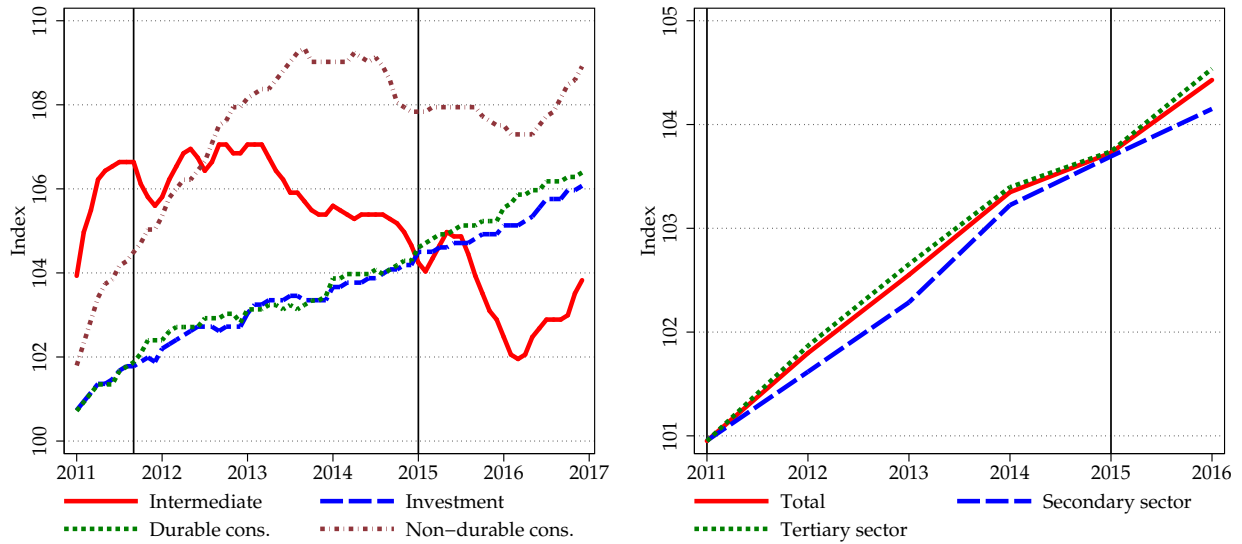 110
108
106
104
102
100
Index
2011 2012 2013 2014 2015 2016 2017
Intermediate Investment
Durable cons. Non−durable cons.
105
104
103
102
101
Index
2011 2012 2013 2014 2015 2016
Total Secondary sector
Tertiary sector